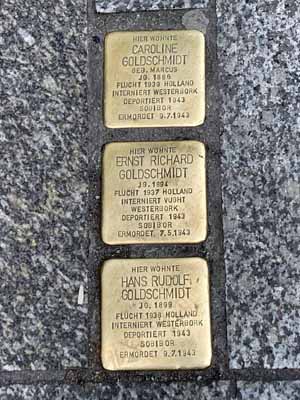 HIER WOHNTE
CAROLINE
GOLDSCHMIDT
GEB. MARCUS
JG. 1866
FLUCHT 1939 HOLLAND
INTERNIERT WESTERBORK
DEPORTIERT 1943
SOBIBOR
ERMORDET 9.7.1943
HIER WOHNTE
ERNST RICHARD
GOLDSCHMIDT
JG. 1894
FLUCHT 1937 HOLLAND
INTERNIERT VUGHT
WESTERBORK
DEPORTIERT 1943
SOBIBOR
ERMORDET 7.5.1943
HIER WOHNTE
HANS RUDOLF
GOLDSCHMIDT
JG. 1899
FLUCHT 1938 HOLLAND
INTERNIERT WESTERBORK
DEPORTIERT 1943
SOBIBOR
ERMORDET 9.7.1943